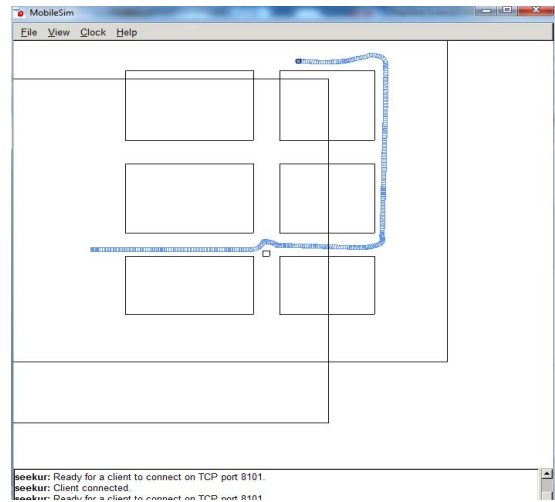 MobileSim
File View Clock Help
seekur: Ready for a client to connect on TCP port 8101.
seekur: Client connected.
seekur: Ready for a client to connect on TCP port 8101.